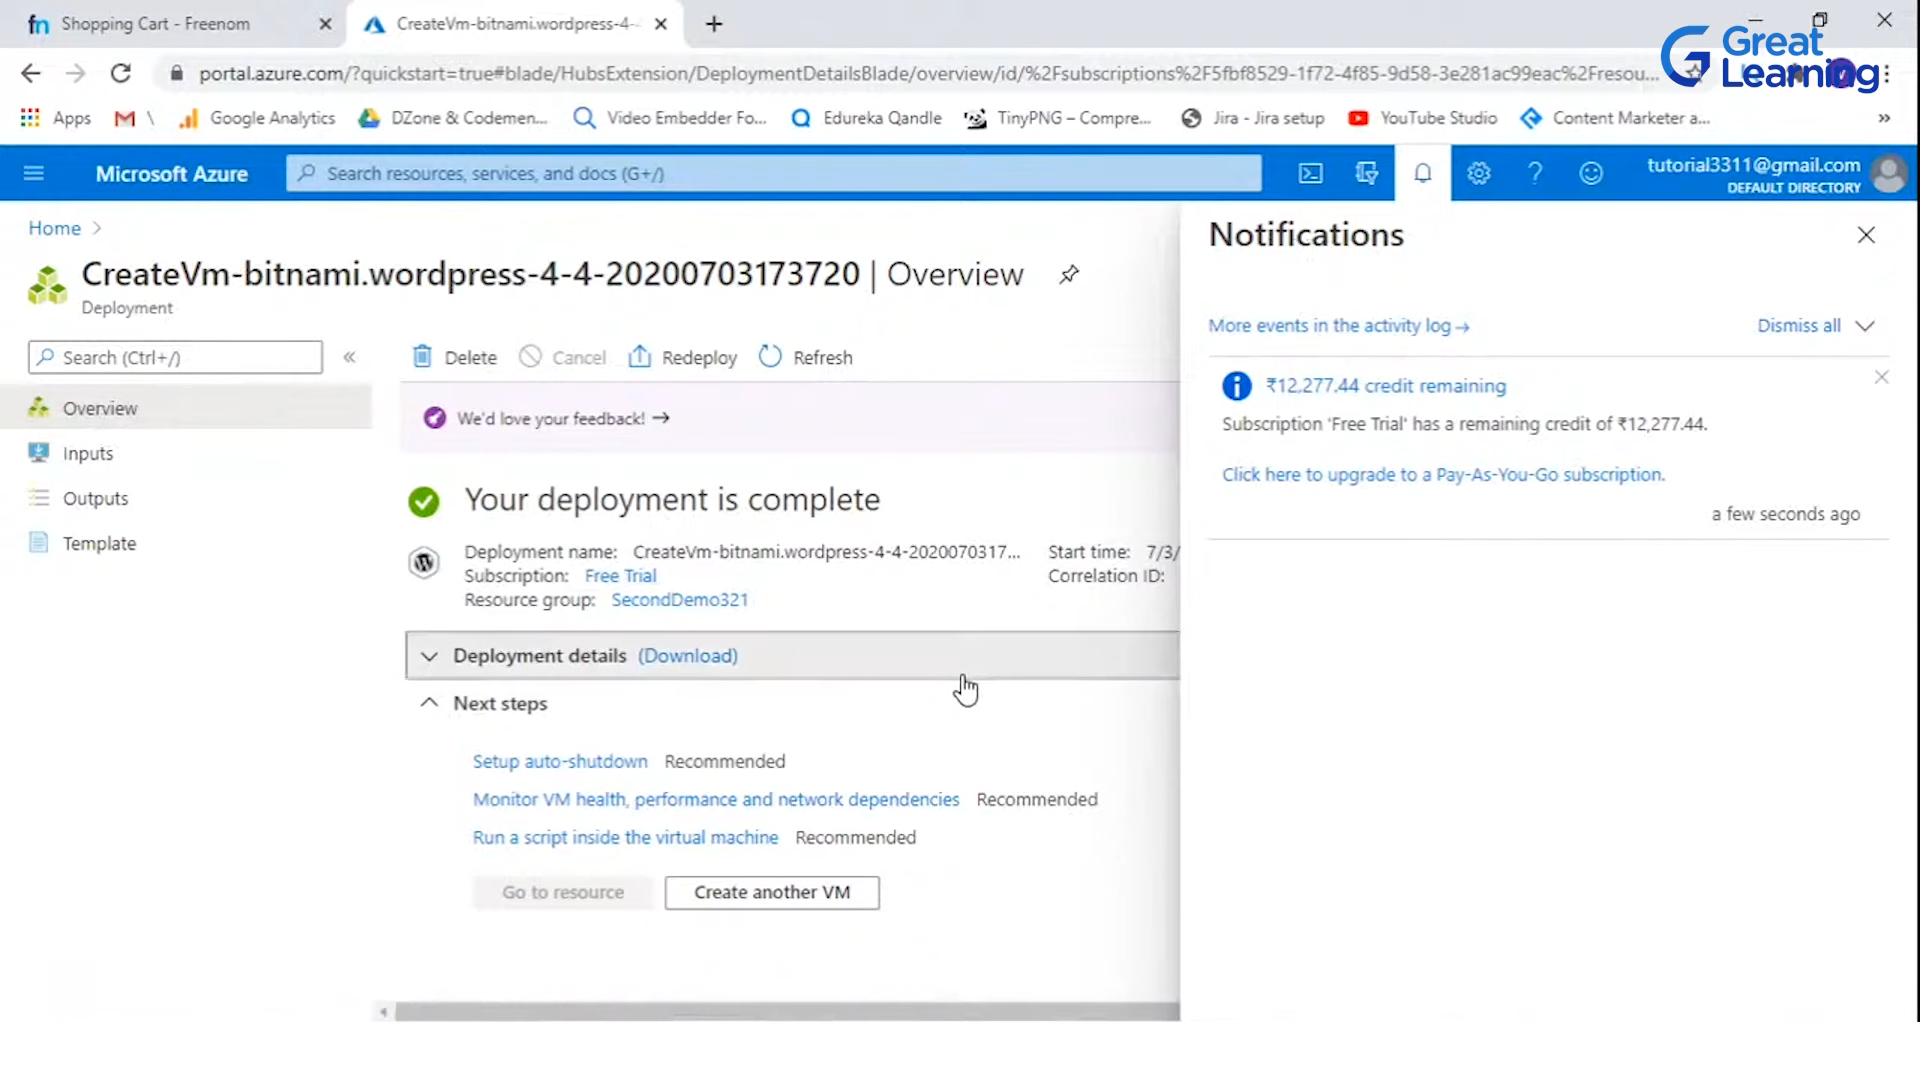 Shopping Cart - Freenom
CreateVm-bitnami.wordpress-4-
Great Learning
portal.azure.com/?quickstart=true#blade/HubsExtension/DeploymentDetailsBlade/overview/id/%2Fsubscriptions%2F5fbf8529-1f72-4f85-9d58-3e281ac99eac%2Fresou...
Apps
\
Google Analytics
DZone & Codemen...
Video Embedder Fo...
Edureka Qandle
TinyPNG – Compre...
Jira - Jira setup
YouTube Studio
Content Marketer a...
»
Microsoft Azure
Search resources, services, and docs (G+/)
tutorial3311@gmail.com
DEFAULT DIRECTORY
Home >
CreateVm-bitnami.wordpress-4-4-20200703173720 | Overview
Deployment
Search (Ctrl+/)
«
Overview
Inputs
Outputs
Template
Delete
Cancel
Redeploy
Refresh
We'd love your feedback! →
Your deployment is complete
Deployment name: CreateVm-bitnami.wordpress-4-4-2020070317...
Subscription: Free Trial
Resource group: SecondDemo321
Start time: 7/3/
Correlation ID:
Deployment details (Download)
Next steps
Setup auto-shutdown Recommended
Monitor VM health, performance and network dependencies Recommended
Run a script inside the virtual machine Recommended
Go to resource
Create another VM
Notifications
More events in the activity log →
Dismiss all
₹12,277.44 credit remaining
Subscription 'Free Trial' has a remaining credit of ₹12,277.44.
Click here to upgrade to a Pay-As-You-Go subscription.
a few seconds ago